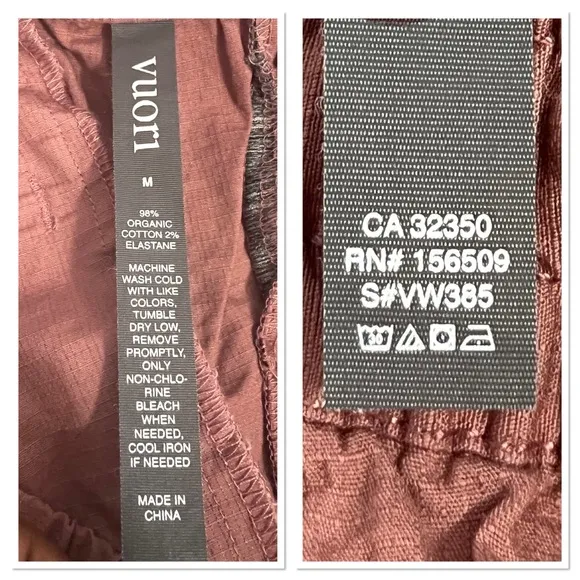 vuori
M
98%
ORGANIC
COTTON 2%
ELASTANE
MACHINE
WASH COLD
WITH LIKE
COLORS,
TUMBLE
DRY LOW,
REMOVE
PROMPTLY,
ONLY
NON-CHLO-
RINE
BLEACH
WHEN
NEEDED,
COOL IRON
IF NEEDED
MADE IN
CHINA
CA 32350
RN# 156509
S#VW385
30